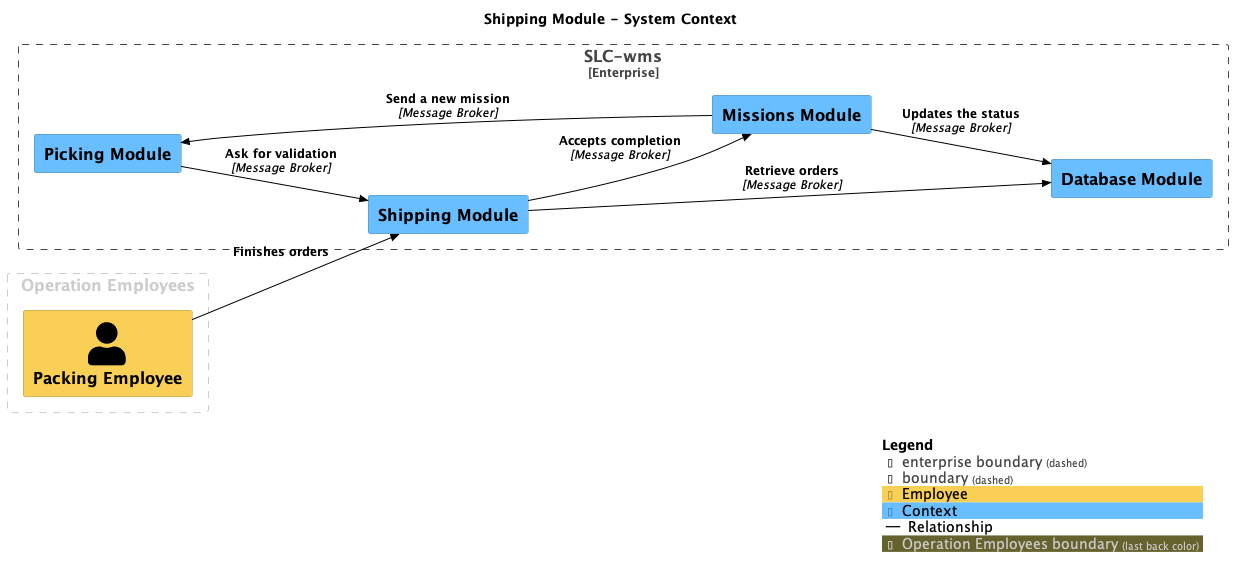 Shipping Module - System Context
SLC-wms
[Enterprise]
Send a new mission
[Message Broker]
Missions Module
Updates the status
[Message Broker]
Accepts completion
[Message Broker]
Picking Module
Ask for validation
[Message Broker]
Retrieve orders
[Message Broker]
Database Module
Shipping Module
Finishes orders
Operation Employees
Packing Employee
Legend
enterprise boundary (dashed)
boundary (dashed)
Employee
Context
Relationship
Operation Employees boundary (last back color)